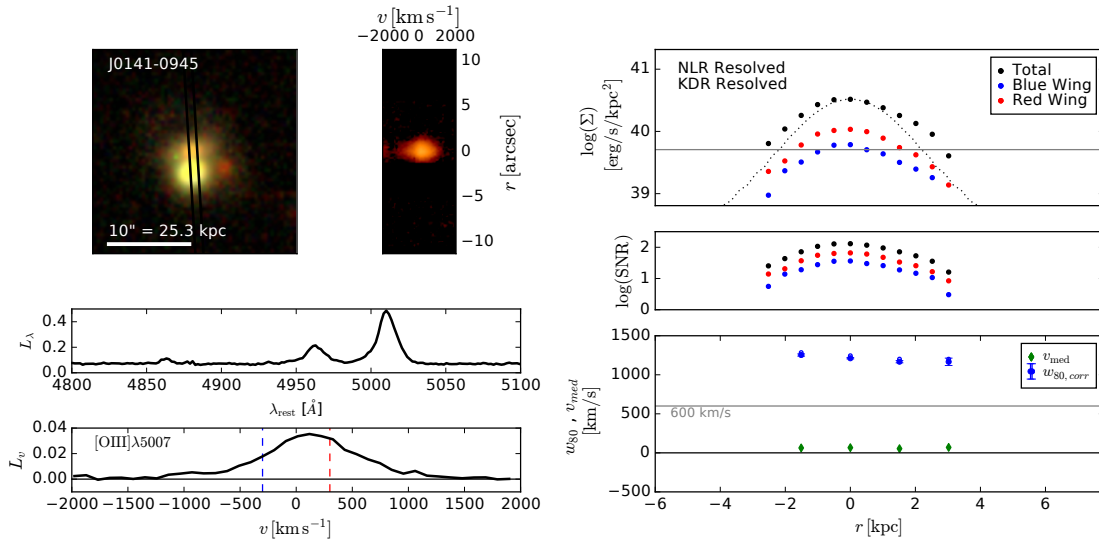 J0141-0945
10" = 25.3 kpc
v [km s⁻¹]
−2000 0 2000
10
5
0
−5
−10
r [arcsec]
L_λ
0.4
0.2
0.0
4800 4850 4900 4950 5000 5050 5100
λ_rest [Å]
[OIII]λ5007
L_v
0.04
0.02
0.00
−2000 −1500 −1000 −500 0 500 1000 1500 2000
v [km s⁻¹]
NLR Resolved
KDR Resolved
Total
Blue Wing
Red Wing
log(Σ)
[erg/s/kpc²]
41
40
39
log(SNR)
2
1
0
w₈₀ , v_med
[km/s]
1500
1000
500
0
−500
v_med
w_80,corr
600 km/s
−6 −4 −2 0 2 4 6
r [kpc]